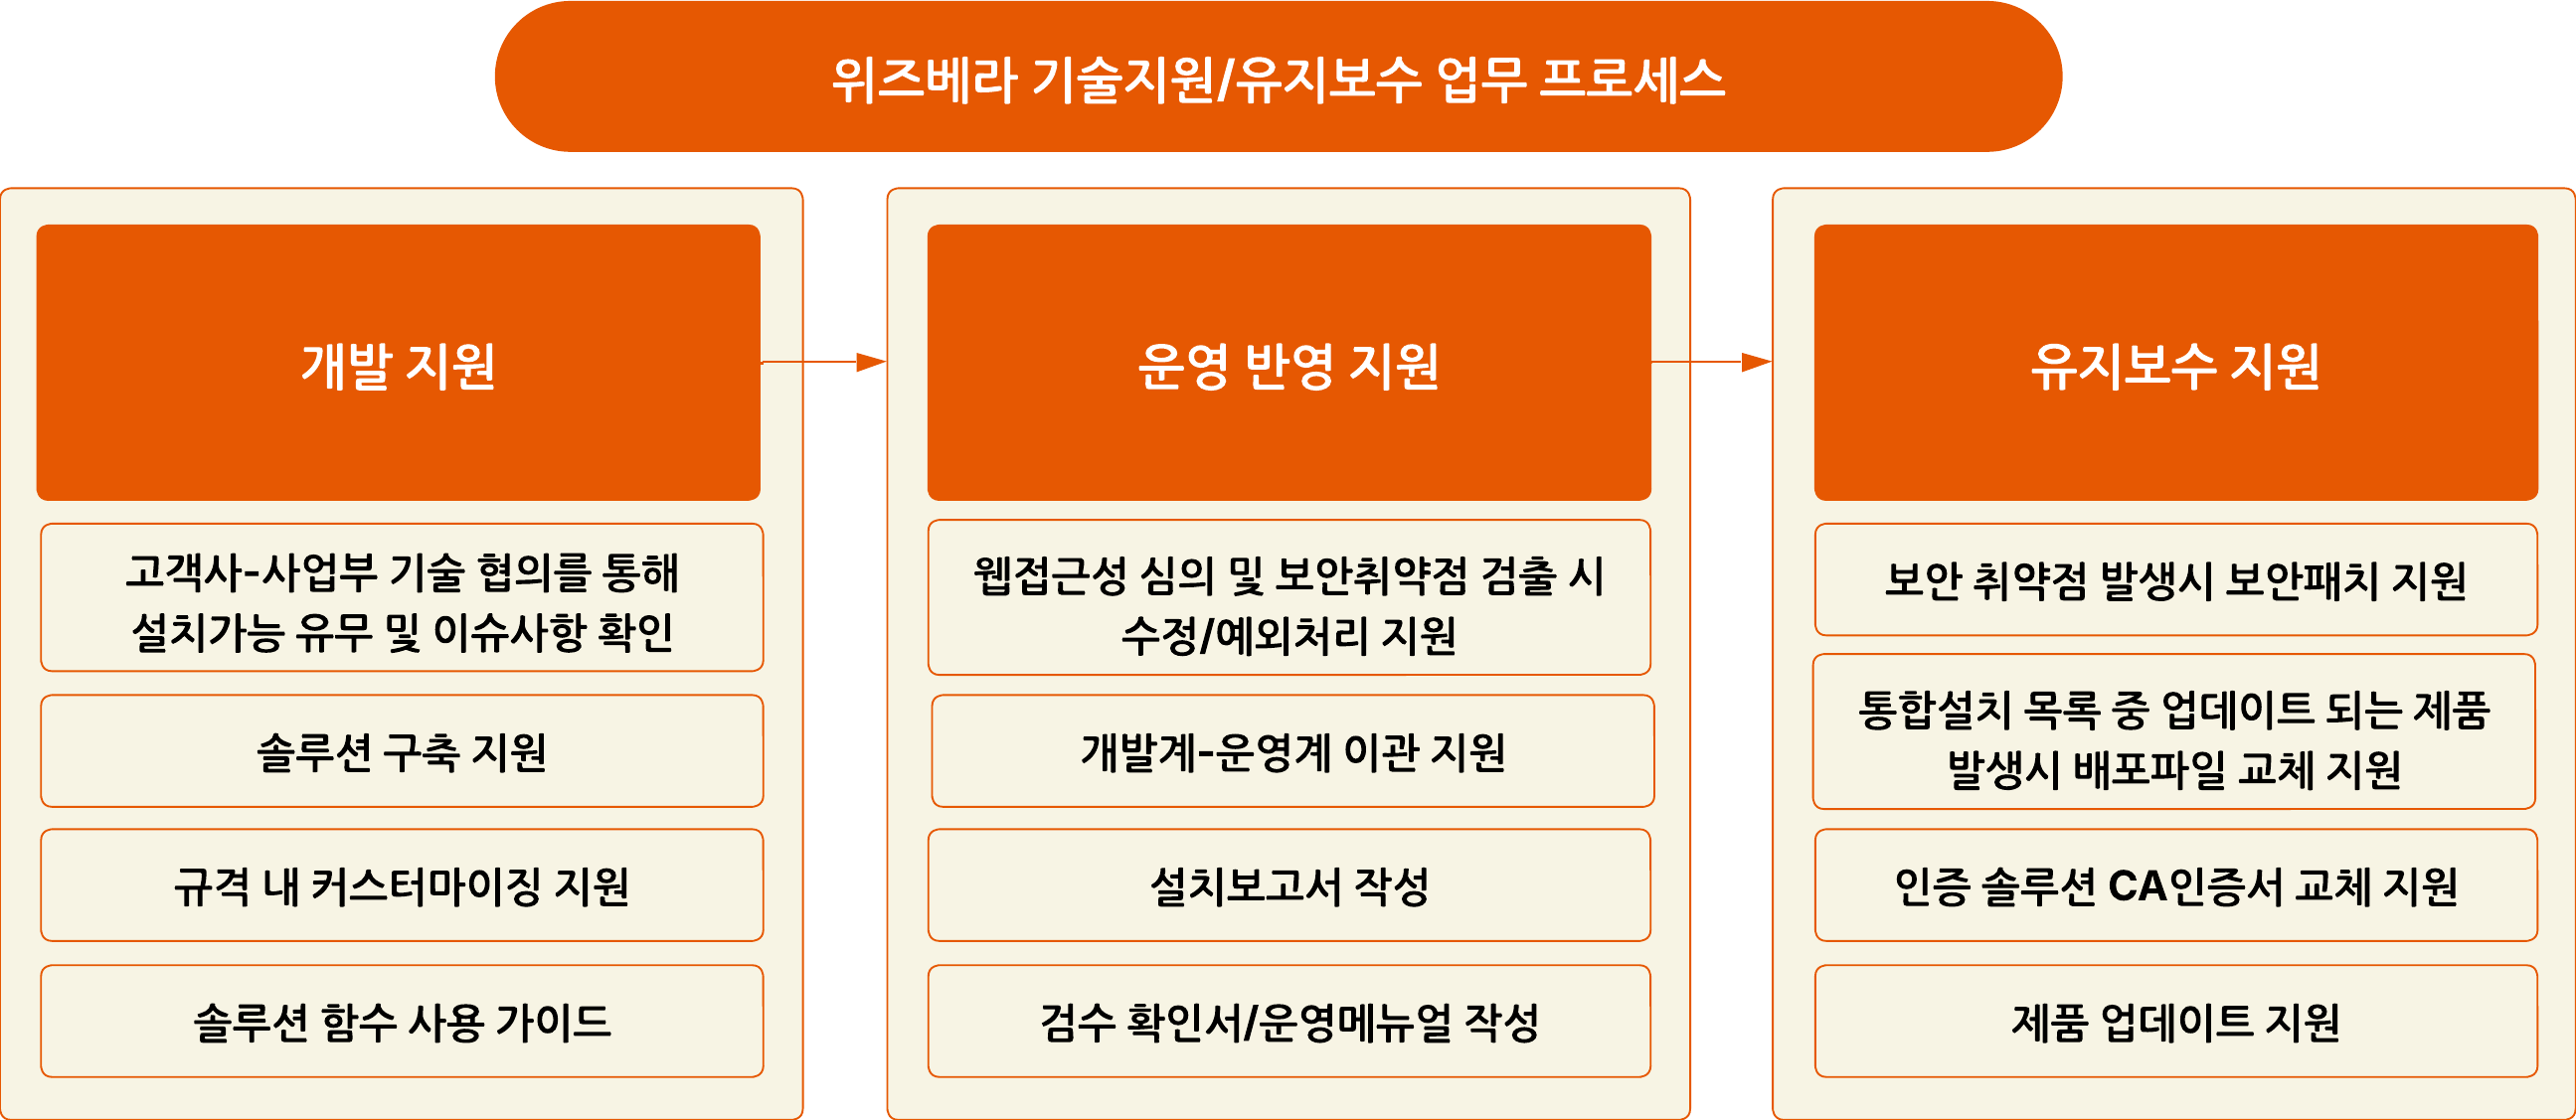 위즈베라 기술지원/유지보수 업무 프로세스
개발 지원
고객사-사업부 기술 협의를 통해
설치가능 유무 및 이슈사항 확인
솔루션 구축 지원
규격 내 커스터마이징 지원
솔루션 함수 사용 가이드
운영 반영 지원
웹접근성 심의 및 보안취약점 검출 시
수정/예외처리 지원
개발계-운영계 이관 지원
설치보고서 작성
검수 확인서/운영메뉴얼 작성
유지보수 지원
보안 취약점 발생시 보안패치 지원
통합설치 목록 중 업데이트 되는 제품
발생시 배포파일 교체 지원
인증 솔루션 CA인증서 교체 지원
제품 업데이트 지원